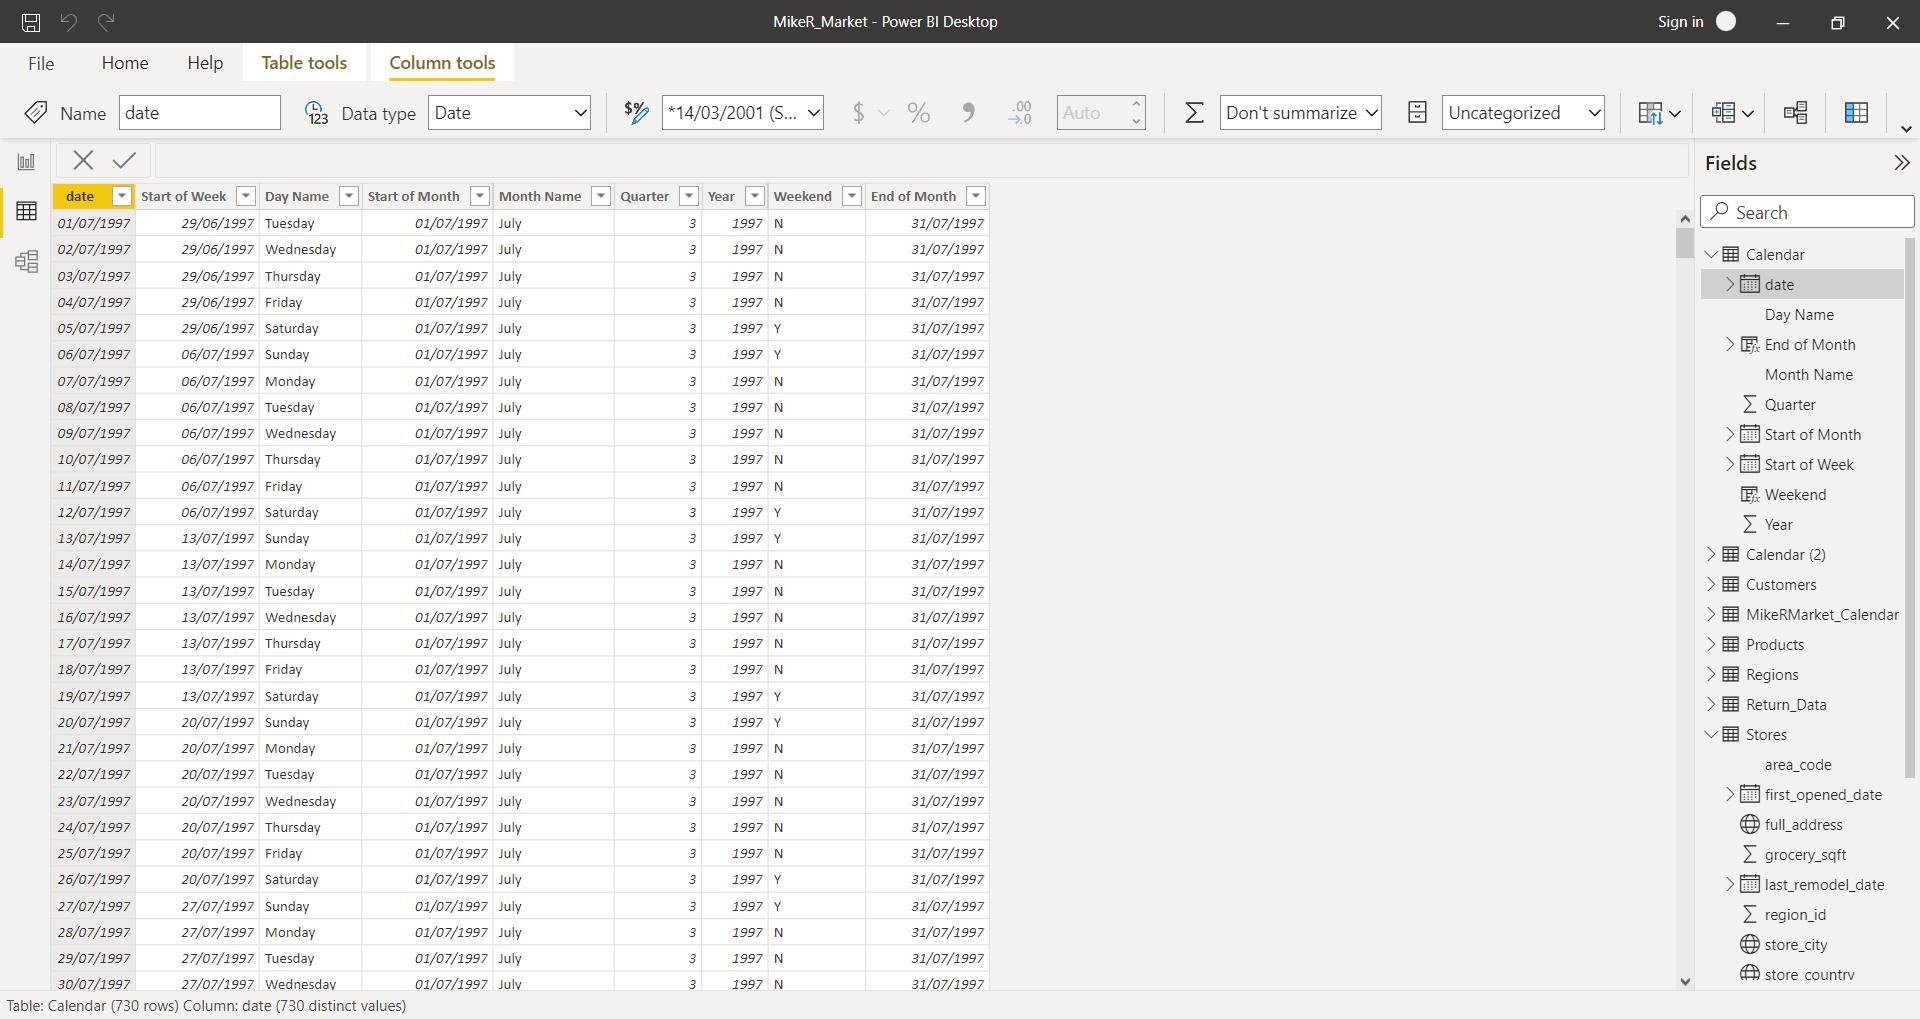 MikeR_Market - Power BI Desktop
Sign in
File Home Help Table tools Column tools
Name date Data type Date *14/03/2001 (S... $ % .00 Auto Don't summarize Uncategorized
Fields
Search
date Start of Week Day Name Start of Month Month Name Quarter Year Weekend End of Month
01/07/1997 29/06/1997 Tuesday 01/07/1997 July 3 1997 N 31/07/1997
02/07/1997 29/06/1997 Wednesday 01/07/1997 July 3 1997 N 31/07/1997
03/07/1997 29/06/1997 Thursday 01/07/1997 July 3 1997 N 31/07/1997
04/07/1997 29/06/1997 Friday 01/07/1997 July 3 1997 N 31/07/1997
05/07/1997 29/06/1997 Saturday 01/07/1997 July 3 1997 Y 31/07/1997
06/07/1997 06/07/1997 Sunday 01/07/1997 July 3 1997 Y 31/07/1997
07/07/1997 06/07/1997 Monday 01/07/1997 July 3 1997 N 31/07/1997
08/07/1997 06/07/1997 Tuesday 01/07/1997 July 3 1997 N 31/07/1997
09/07/1997 06/07/1997 Wednesday 01/07/1997 July 3 1997 N 31/07/1997
10/07/1997 06/07/1997 Thursday 01/07/1997 July 3 1997 N 31/07/1997
11/07/1997 06/07/1997 Friday 01/07/1997 July 3 1997 N 31/07/1997
12/07/1997 06/07/1997 Saturday 01/07/1997 July 3 1997 Y 31/07/1997
13/07/1997 13/07/1997 Sunday 01/07/1997 July 3 1997 Y 31/07/1997
14/07/1997 13/07/1997 Monday 01/07/1997 July 3 1997 N 31/07/1997
15/07/1997 13/07/1997 Tuesday 01/07/1997 July 3 1997 N 31/07/1997
16/07/1997 13/07/1997 Wednesday 01/07/1997 July 3 1997 N 31/07/1997
17/07/1997 13/07/1997 Thursday 01/07/1997 July 3 1997 N 31/07/1997
18/07/1997 13/07/1997 Friday 01/07/1997 July 3 1997 N 31/07/1997
19/07/1997 13/07/1997 Saturday 01/07/1997 July 3 1997 Y 31/07/1997
20/07/1997 20/07/1997 Sunday 01/07/1997 July 3 1997 Y 31/07/1997
21/07/1997 20/07/1997 Monday 01/07/1997 July 3 1997 N 31/07/1997
22/07/1997 20/07/1997 Tuesday 01/07/1997 July 3 1997 N 31/07/1997
23/07/1997 20/07/1997 Wednesday 01/07/1997 July 3 1997 N 31/07/1997
24/07/1997 20/07/1997 Thursday 01/07/1997 July 3 1997 N 31/07/1997
25/07/1997 20/07/1997 Friday 01/07/1997 July 3 1997 N 31/07/1997
26/07/1997 20/07/1997 Saturday 01/07/1997 July 3 1997 Y 31/07/1997
27/07/1997 27/07/1997 Sunday 01/07/1997 July 3 1997 Y 31/07/1997
28/07/1997 27/07/1997 Monday 01/07/1997 July 3 1997 N 31/07/1997
29/07/1997 27/07/1997 Tuesday 01/07/1997 July 3 1997 N 31/07/1997
30/07/1997 27/07/1997 Wednesday 01/07/1997 July 3 1997 N 31/07/1997
Calendar
date
Day Name
End of Month
Month Name
Quarter
Start of Month
Start of Week
Weekend
Year
Calendar (2)
Customers
MikeRMarket_Calendar
Products
Regions
Return_Data
Stores
area_code
first_opened_date
full_address
grocery_sqft
last_remodel_date
region_id
store_city
store_country
Table: Calendar (730 rows) Column: date (730 distinct values)